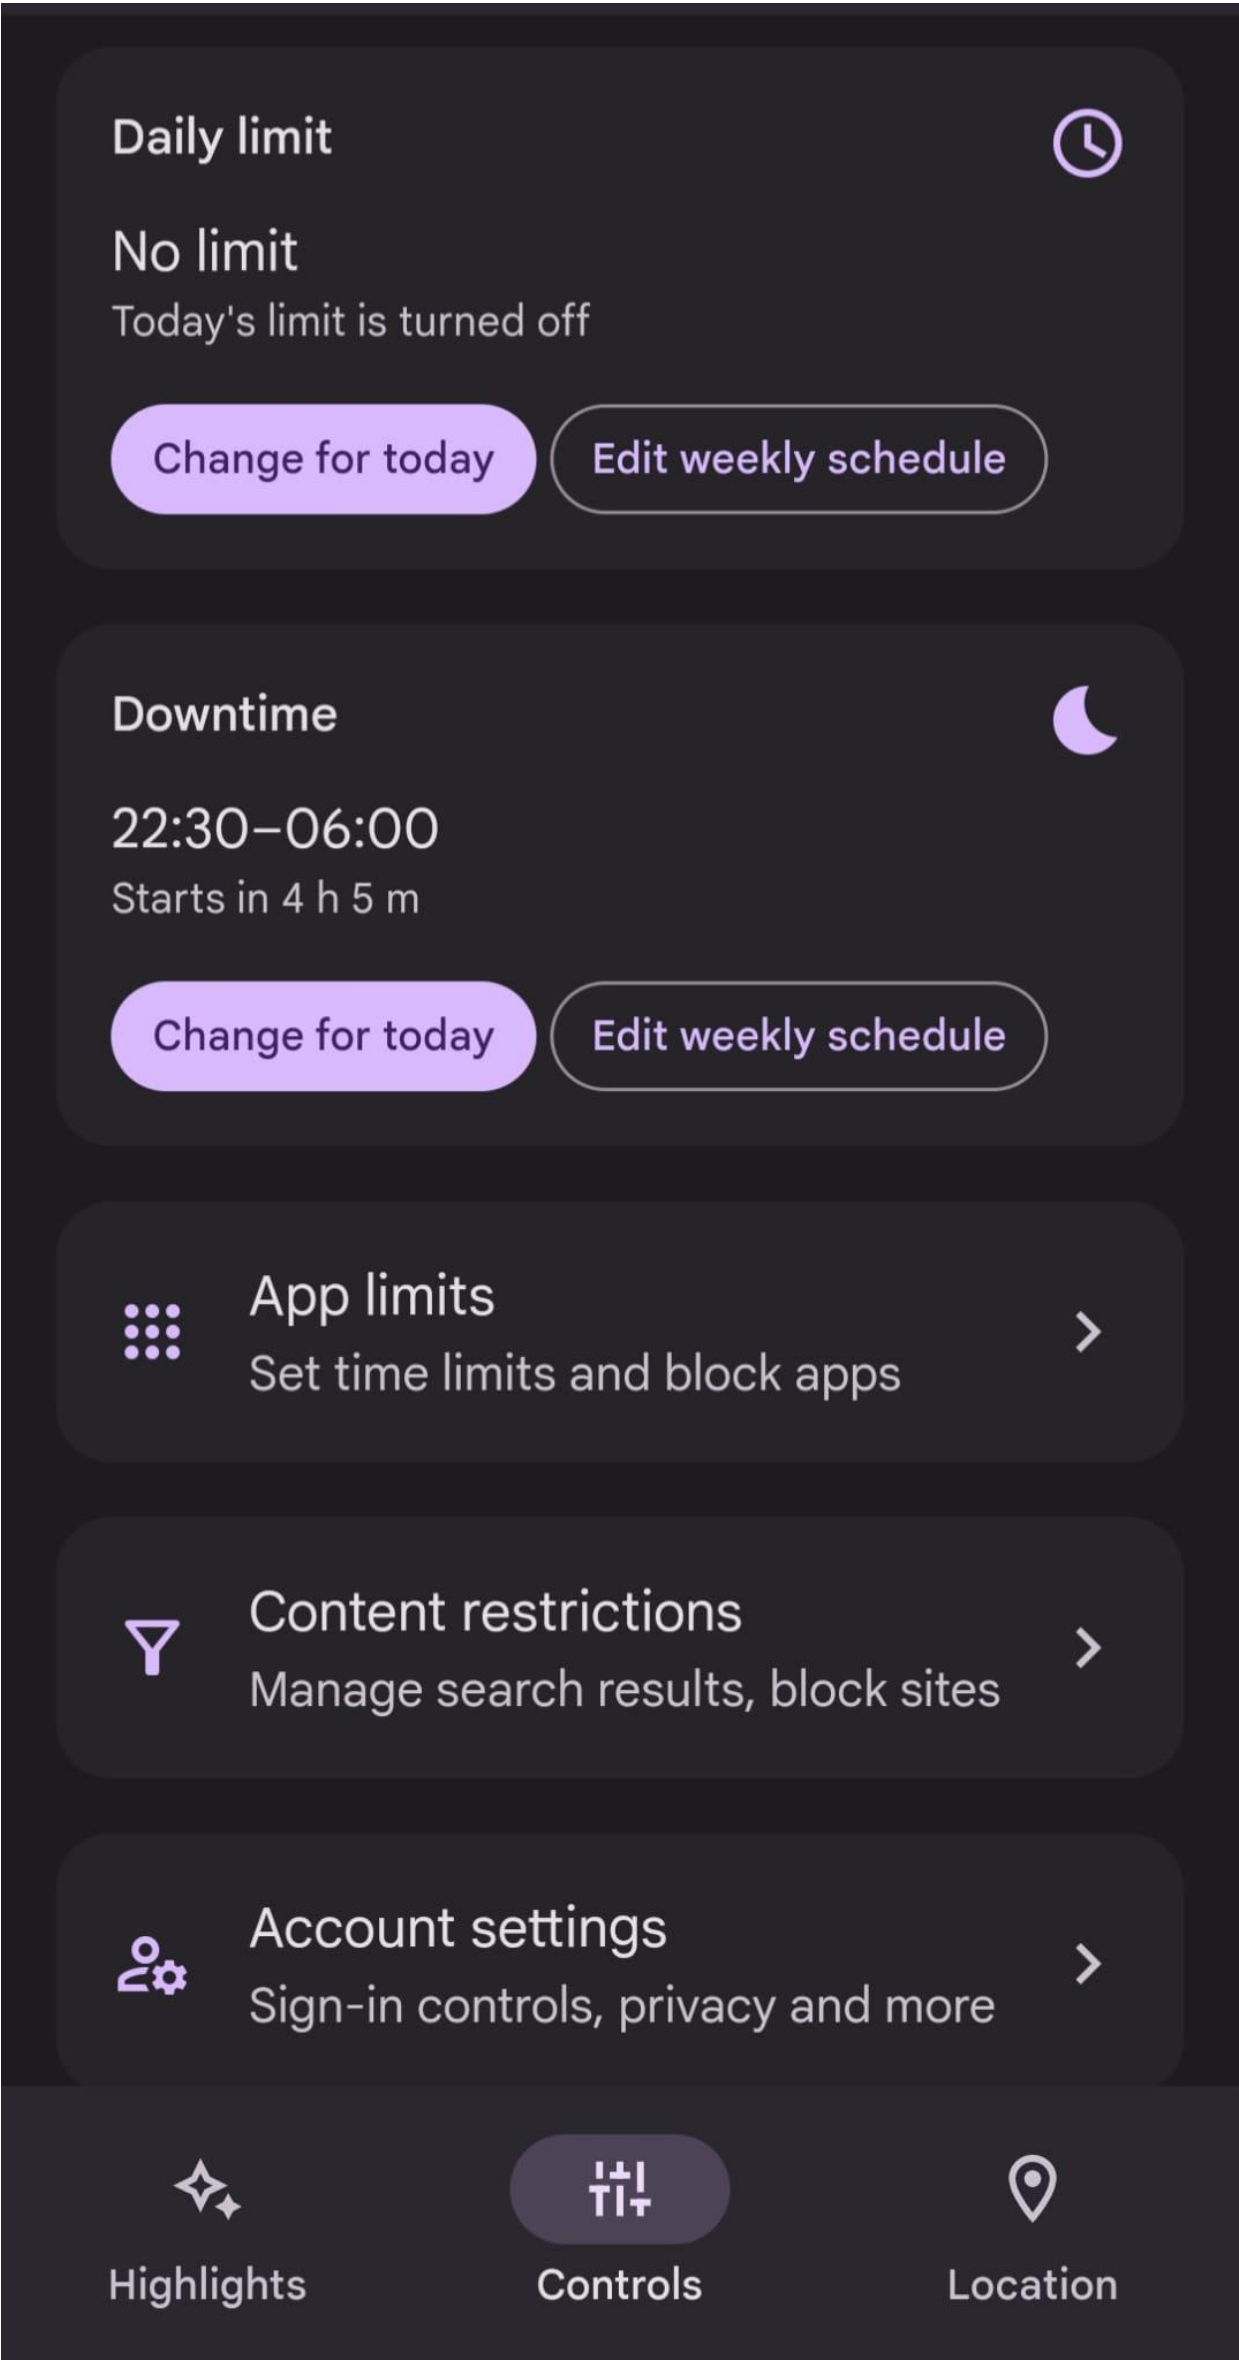 Daily limit
No limit
Today's limit is turned off
Change for today
Edit weekly schedule
Downtime
22:30–06:00
Starts in 4 h 5 m
Change for today
Edit weekly schedule
App limits
Set time limits and block apps
Content restrictions
Manage search results, block sites
Account settings
Sign-in controls, privacy and more
Highlights
Controls
Location